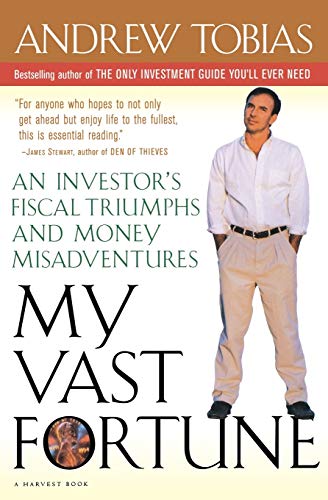 ANDREW TOBIAS
Bestselling author of THE ONLY INVESTMENT GUIDE YOU'LL EVER NEED
"For anyone who hopes to not only
get ahead but enjoy life to the fullest,
this is essential reading."
—JAMES STEWART, author of DEN OF THIEVES
AN INVESTOR'S
FISCAL TRIUMPHS
AND MONEY
MISADVENTURES
MY
VAST
FORTUNE
A HARVEST BOOK